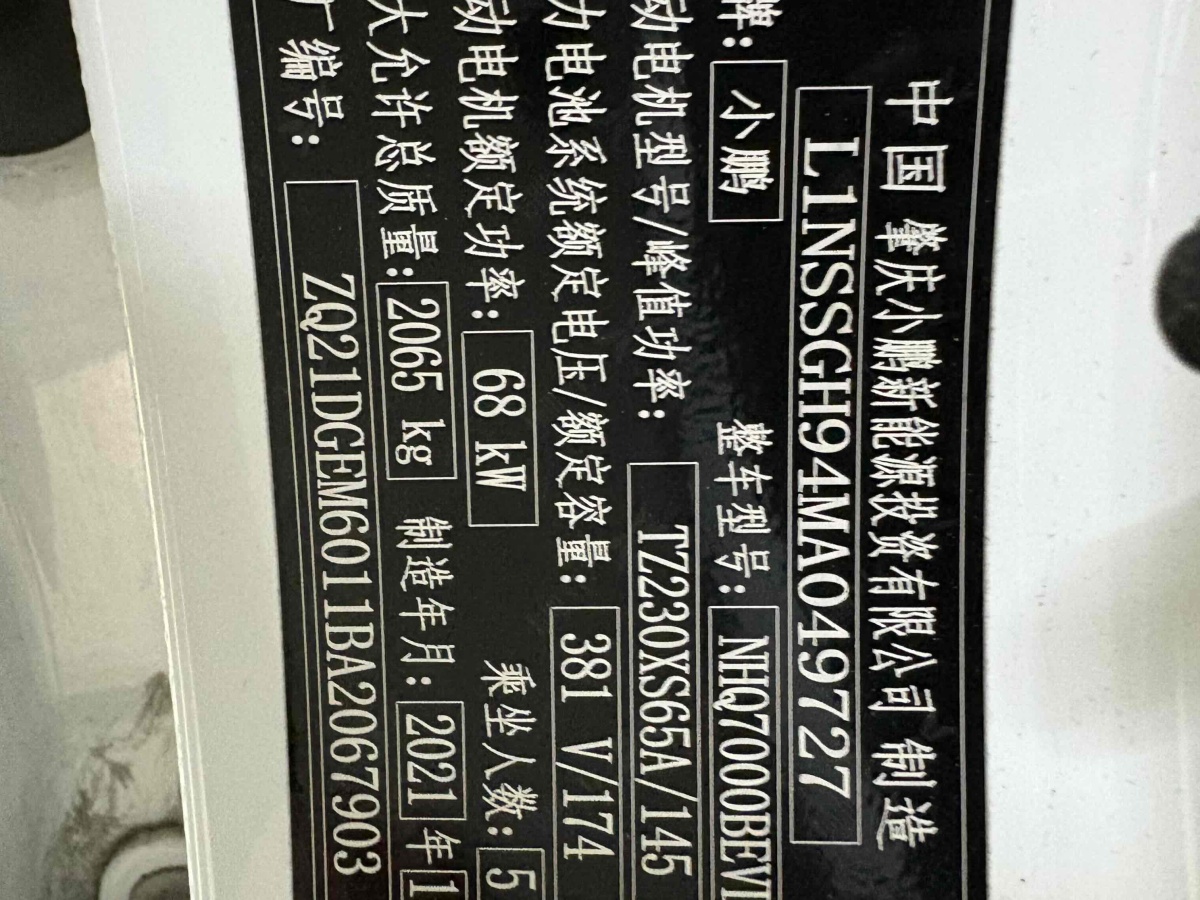 中国 肇庆小鹏新能源投资有限公司 制造
L1NSSGH94MA049727
牌: 小鹏 整车型号: NHQ7000BEV
动电机型号/峰值功率: TZ230XS65A/145
力电池系统额定电压/额定容量: 381 V/174
动电机额定功率: 68 kW 乘坐人数: 5
大允许总质量: 2065 kg 制造年月: 2021 年 1
厂编号: ZQ21DGEM6011BA2067903